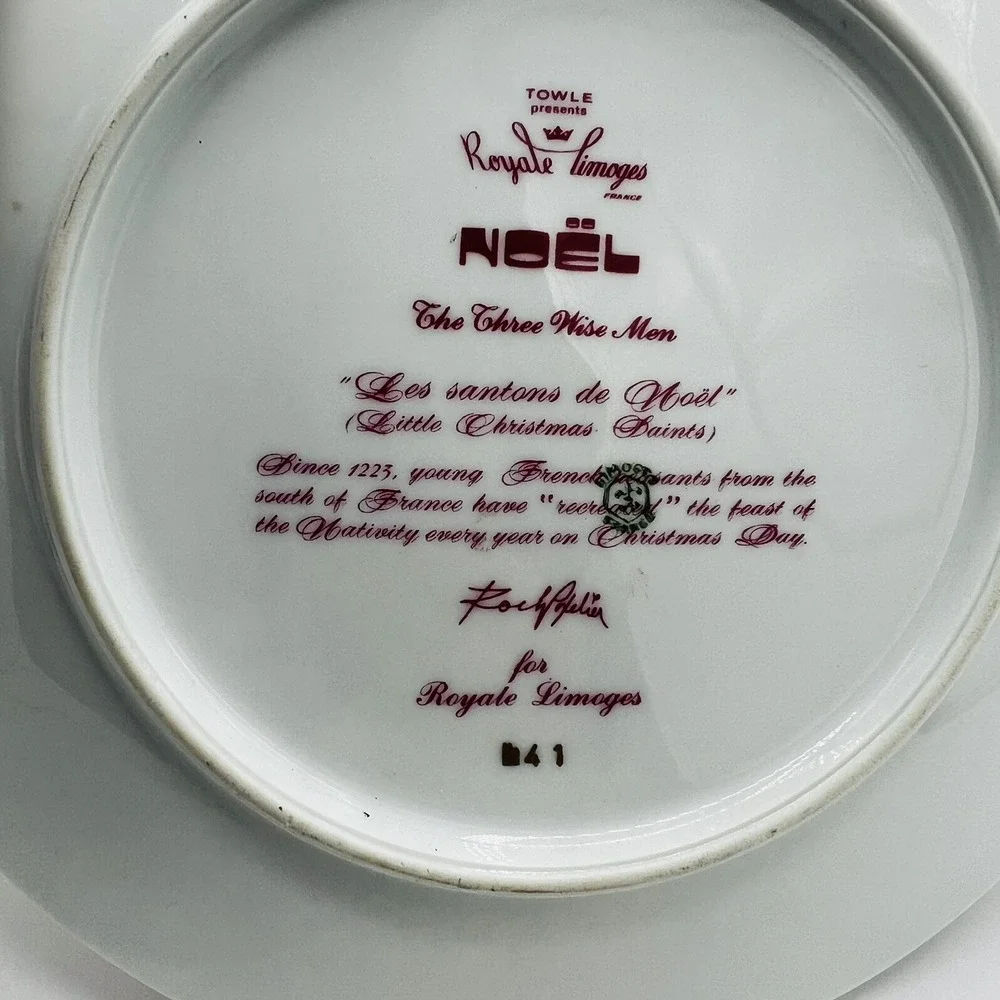 TOWLE
presents
Royale Limoges
FRANCE
NOËL
The Three Wise Men
"Les santons de Noël"
(Little Christmas Saints)
Since 1223, young French from the
south of France have the feast of
the Nativity every year on Christmas Day.
for
Royale Limoges
41